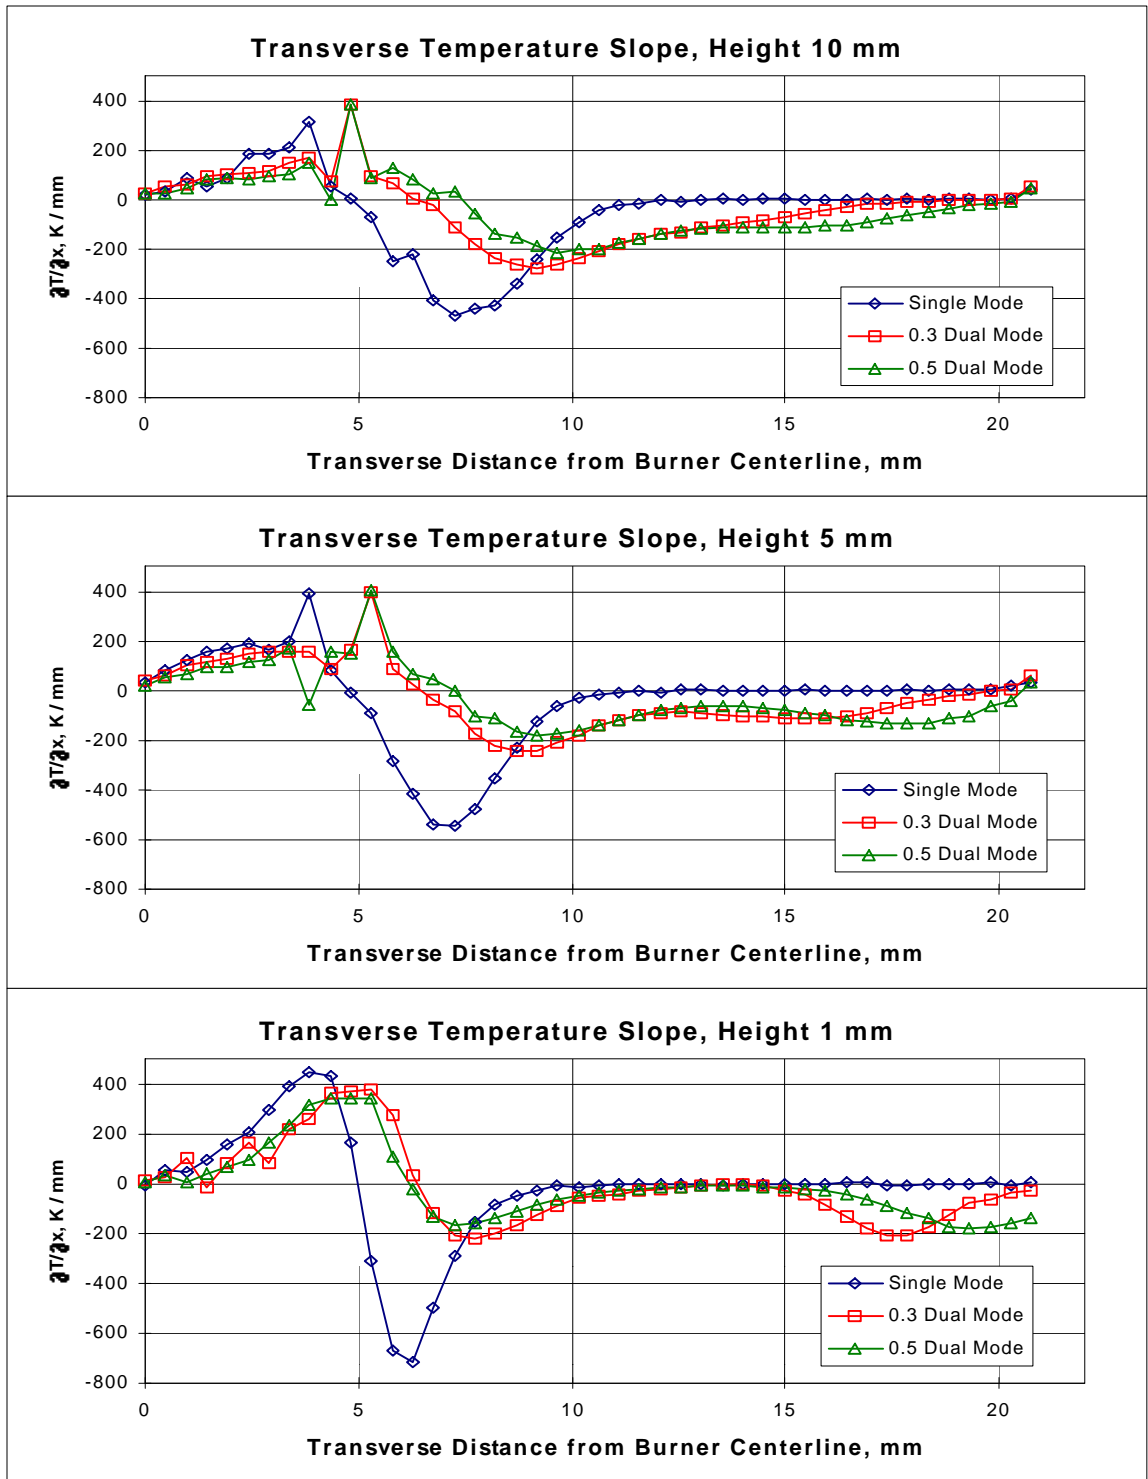 Transverse Temperature Slope, Height 10 mm
400
200
0
-200
-400
-600
-800
∂T/∂x, K / mm
Single Mode
0.3 Dual Mode
0.5 Dual Mode
0 5 10 15 20
Transverse Distance from Burner Centerline, mm
Transverse Temperature Slope, Height 5 mm
400
200
0
-200
-400
-600
-800
∂T/∂x, K / mm
Single Mode
0.3 Dual Mode
0.5 Dual Mode
0 5 10 15 20
Transverse Distance from Burner Centerline, mm
Transverse Temperature Slope, Height 1 mm
400
200
0
-200
-400
-600
-800
∂T/∂x, K / mm
Single Mode
0.3 Dual Mode
0.5 Dual Mode
0 5 10 15 20
Transverse Distance from Burner Centerline, mm